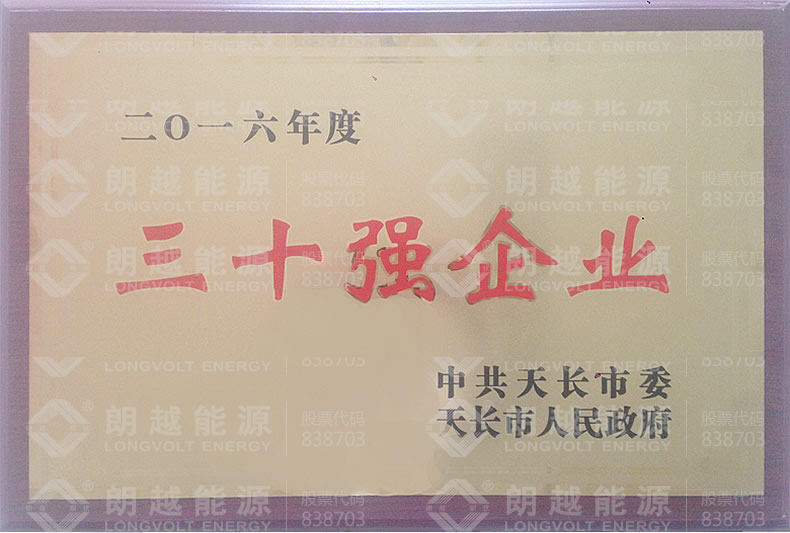 二〇一六年度
三十强企业
中共天长市委
天长市人民政府
朗越能源
LONGVOLT ENERGY
股票代码
838703